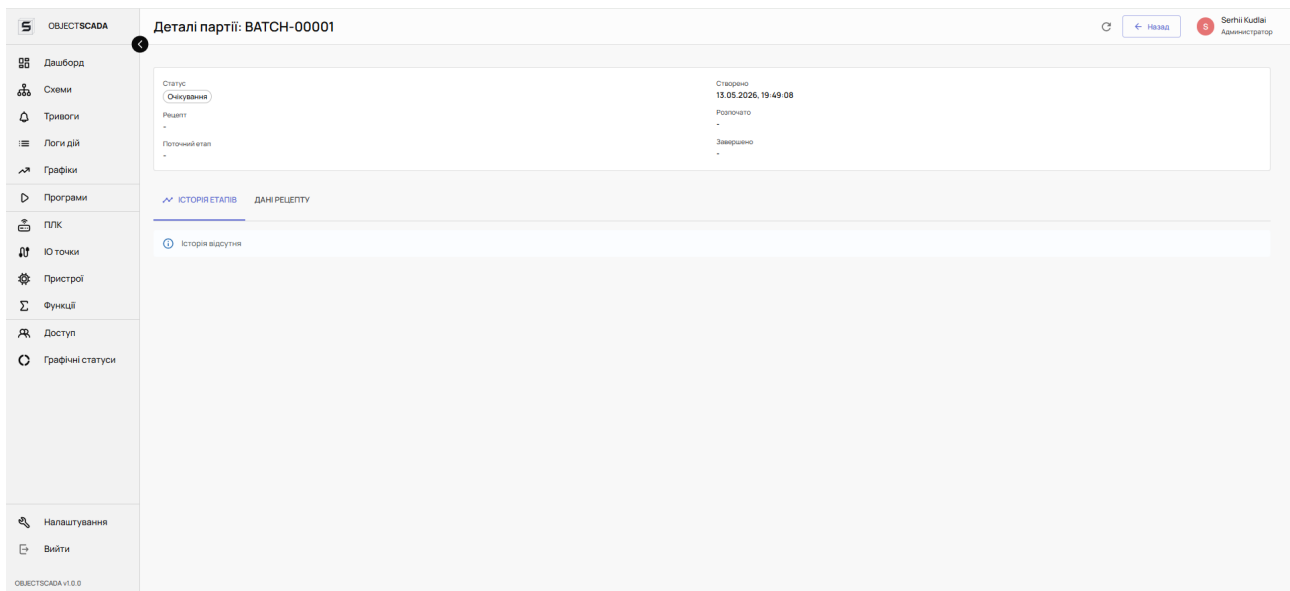 OBJECTSCADA
Деталі партії: BATCH-00001
Назад
S
Serhii Kudlai
Администратор
Дашборд
Схеми
Тривоги
Логи дій
Графіки
Програми
ПЛК
IO точки
Пристрої
Функції
Доступ
Графічні статуси
Налаштування
Вийти
OBJECTSCADA v1.0.0
Статус
Очікування
Рецепт
-
Поточний етап
-
Створено
13.05.2026, 19:49:08
Розпочато
-
Завершено
-
ІСТОРІЯ ЕТАПІВ
ДАНІ РЕЦЕПТУ
Історія відсутня